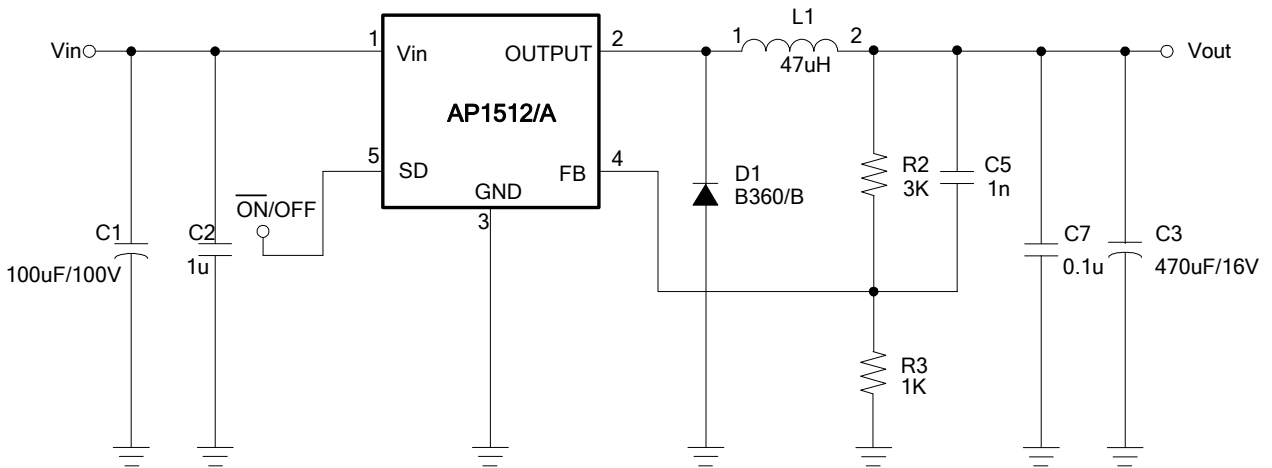 L1
Vin
1
Vin
OUTPUT
2
1
2
Vout
47uH
AP1512/A
5
SD
FB
4
R2
3K
C5
1n
D1
B360/B
GND
3
ON/OFF
C1
100uF/100V
C2
1u
C7
0.1u
C3
470uF/16V
R3
1K